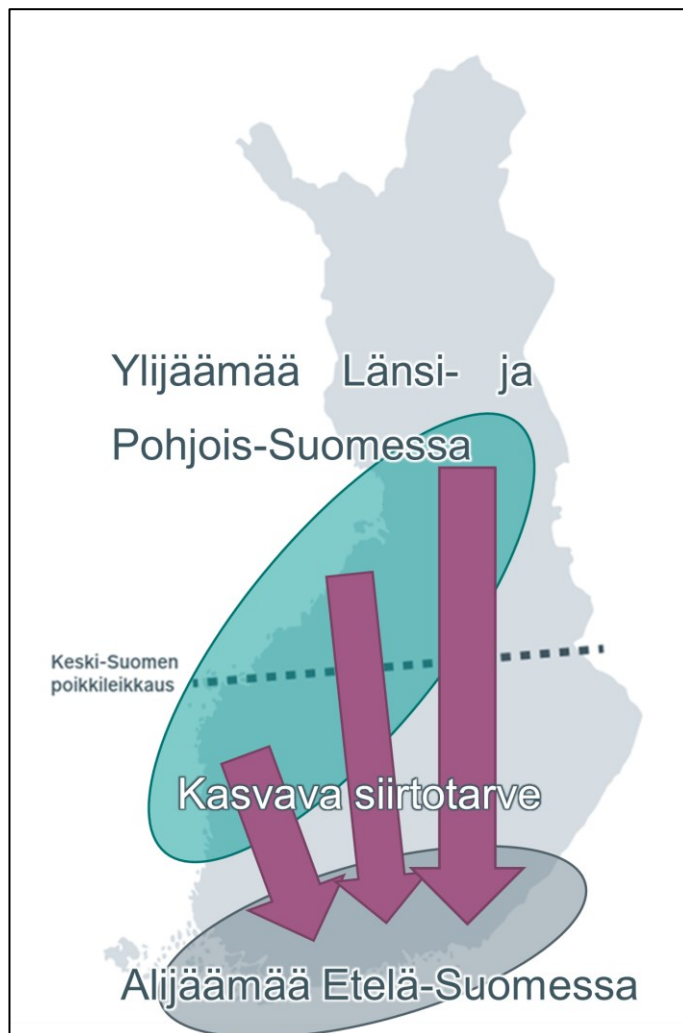 Ylijäämää Länsi- ja
Pohjois-Suomessa
Keski-Suomen
poikkileikkaus
Kasvava siirtotarve
Alijäämää Etelä-Suomessa